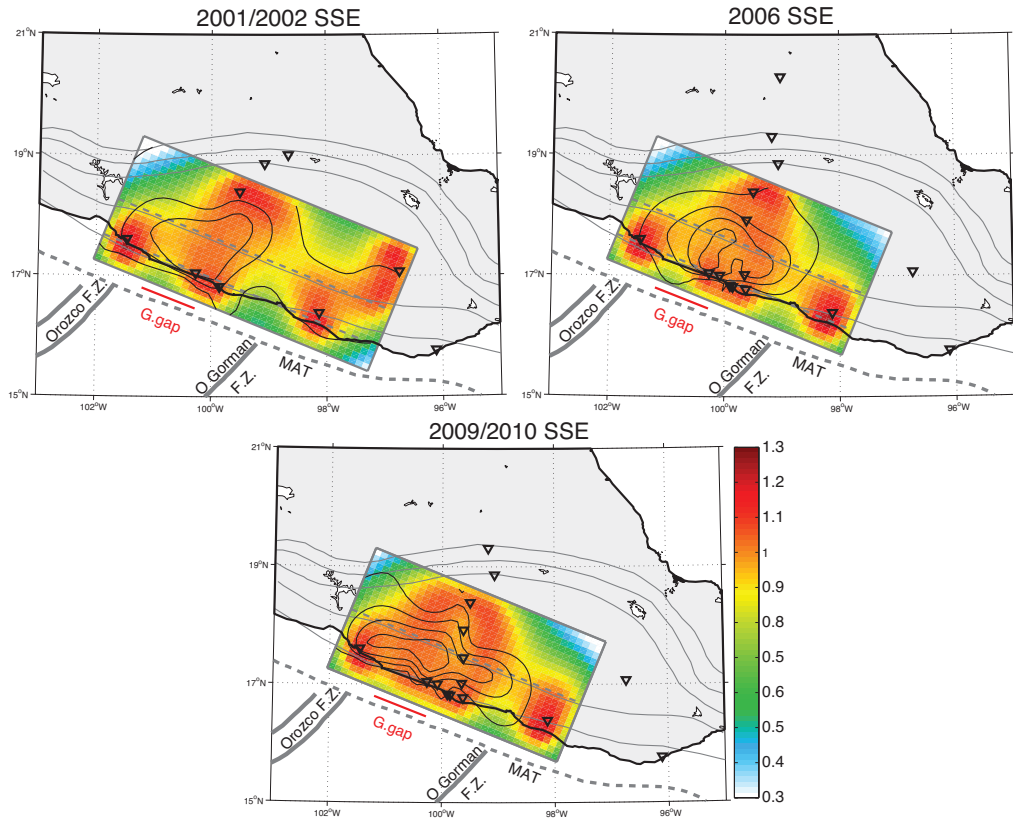 2001/2002 SSE
21°N
19°N
17°N
15°N
102°W
100°W
98°W
96°W
Orozco F.Z.
G.gap
O Gorman
F.Z.
MAT
2006 SSE
21°N
19°N
17°N
15°N
102°W
100°W
98°W
96°W
Orozco F.Z.
G.gap
O Gorman
F.Z.
MAT
2009/2010 SSE
21°N
19°N
17°N
15°N
102°W
100°W
98°W
96°W
Orozco F.Z.
G.gap
O Gorman
F.Z.
MAT
1.3
1.2
1.1
1
0.9
0.8
0.7
0.6
0.5
0.4
0.3